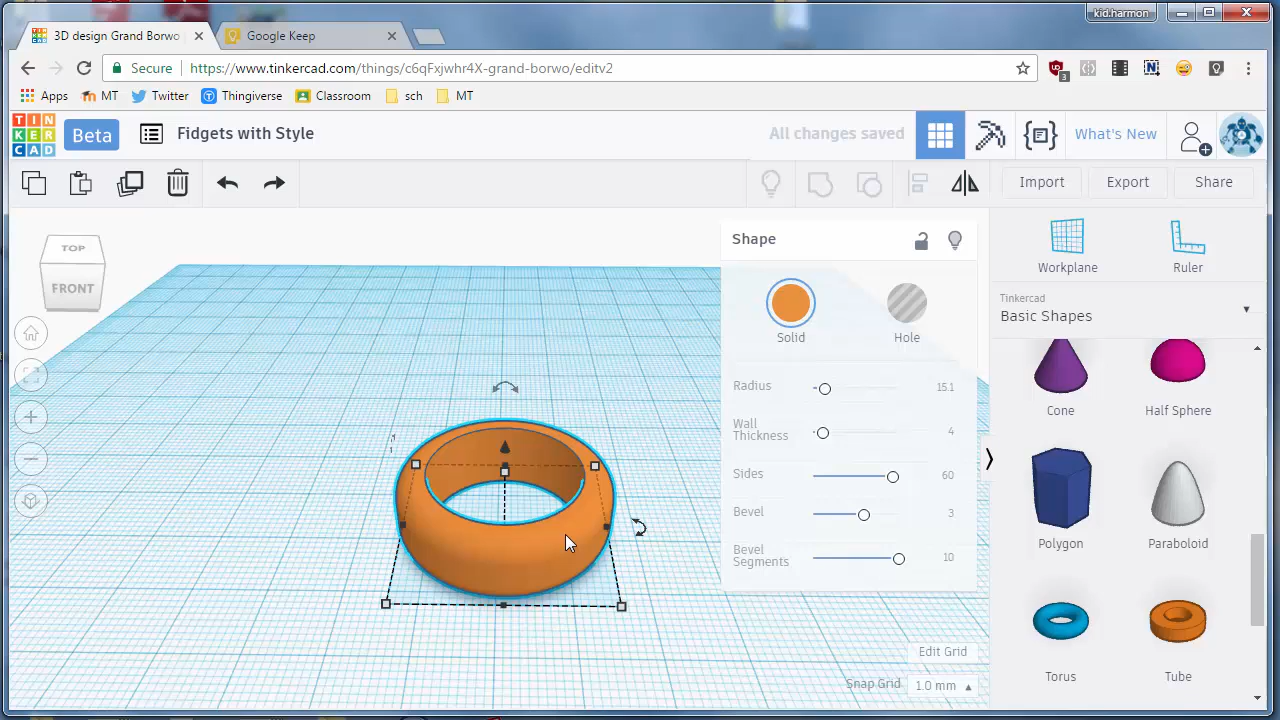 kid.harmon
3D design Grand Borwo
Google Keep
Secure
https://www.tinkercad.com/things/c6qFxjwhr4X-grand-borwo/editv2
3
Apps
MT
Twitter
Thingiverse
Classroom
sch
MT
TIN
KER
CAD
Beta
Fidgets with Style
All changes saved
What's New
Import
Export
Share
TOP
FRONT
Shape
Solid
Hole
Radius
15.1
Wall
Thickness
4
Sides
60
Bevel
3
Bevel
Segments
10
Edit Grid
Snap Grid
1.0 mm
Workplane
Ruler
Tinkercad
Basic Shapes
Cone
Half Sphere
Polygon
Paraboloid
Torus
Tube